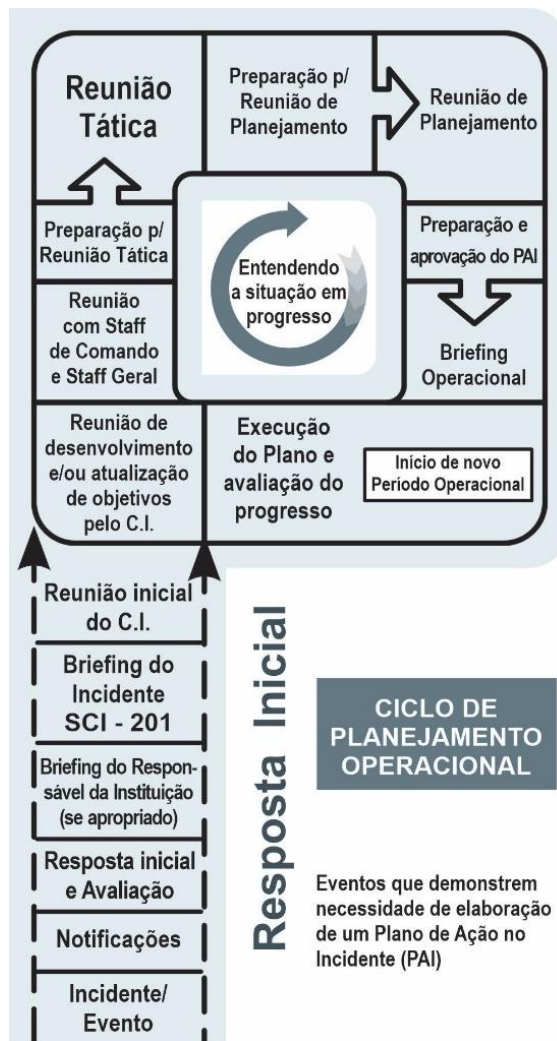 Reunião
Tática
Preparação p/
Reunião de
Planejamento
Reunião de
Planejamento
Preparação p/
Reunião Tática
Entendendo
a situação em
progresso
Preparação e
aprovação do PAI
Reunião
com Staff
de Comando
e Staff Geral
Briefing
Operacional
Reunião de
desenvolvimento
e/ou atualização
de objetivos
pelo C.I.
Execução
do Plano e
avaliação do
progresso
Início de novo
Período Operacional
Reunião inicial
do C.I.
Briefing do
Incidente
SCI - 201
Briefing do Respon-
sável da Instituição
(se apropriado)
Resposta inicial
e Avaliação
Notificações
Incidente/
Evento
Resposta Inicial
CICLO DE
PLANEJAMENTO
OPERACIONAL
Eventos que demonstrem
necessidade de elaboração
de um Plano de Ação no
Incidente (PAI)